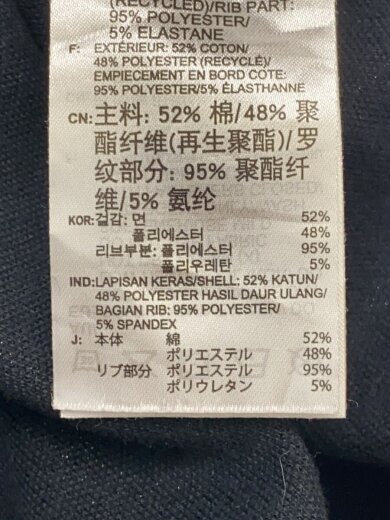 (RECYCLED)/RIB PART:
95% POLYESTER/
5% ELASTANE
F: EXTÉRIEUR: 52% COTON/
48% POLYESTER (RECYCLÉ)/
EMPIECEMENT EN BORD COTE:
95% POLYESTER/5% ÉLASTHANNE
CN:主料: 52% 棉/48% 聚
酯纤维(再生聚酯)/罗
纹部分: 95% 聚酯纤
维/5% 氨纶
KOR:겉감: 면 52%
폴리에스터 48%
리브부분: 폴리에스터 95%
폴리우레탄 5%
IND:LAPISAN KERAS/SHELL: 52% KATUN/
48% POLYESTER HASIL DAUR ULANG/
BAGIAN RIB: 95% POLYESTER/
5% SPANDEX
J: 本体 綿 52%
ポリエステル 48%
リブ部分 ポリエステル 95%
ポリウレタン 5%